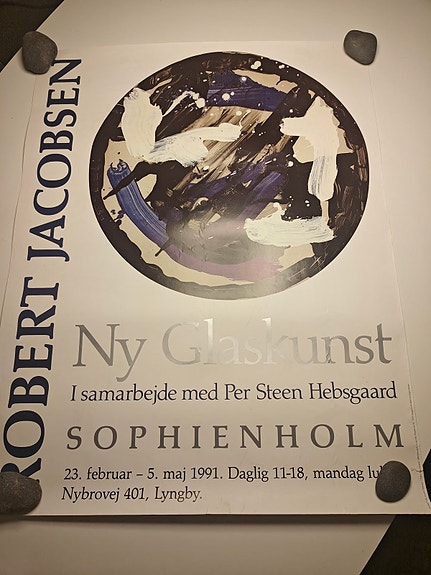 ROBERT JACOBSEN
Ny Glaskunst
I samarbejde med Per Steen Hebsgaard
SOPHIENHOLM
23. februar – 5. maj 1991. Daglig 11-18, mandag
Nybrovej 401, Lyngby.